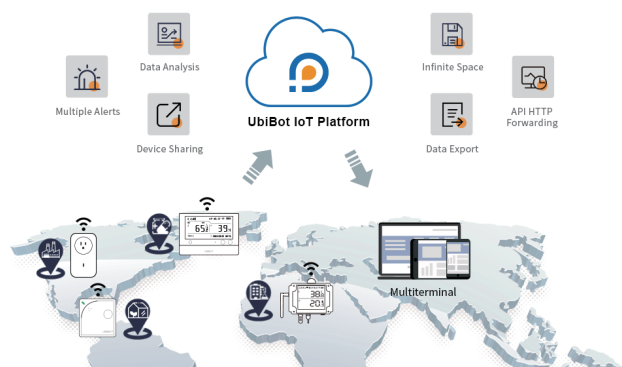 Data Analysis
Infinite Space
Multiple Alerts
API HTTP
Forwarding
UbiBot IoT Platform
Device Sharing
Data Export
65
39
Multiterminal
38
20.1